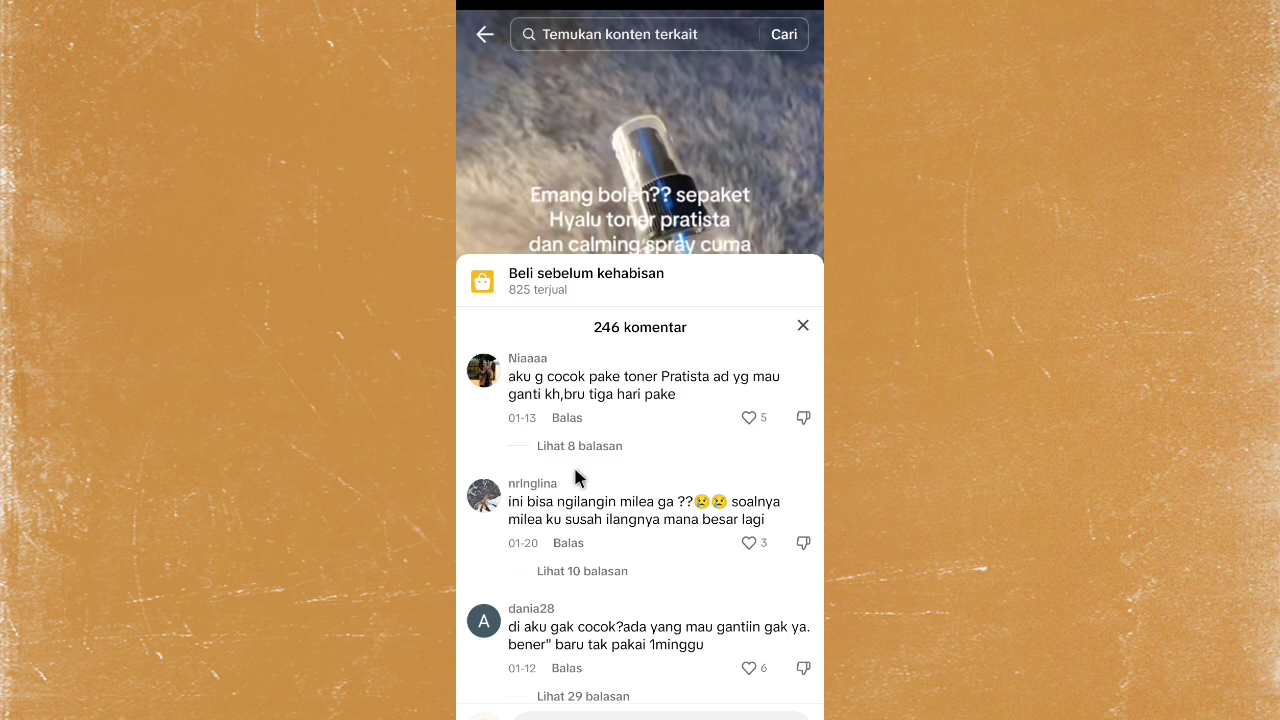 Temukan konten terkait
Cari
Emang boleh?? sepaket
Hyalu toner pratista
dan calming spray cuma
Beli sebelum kehabisan
825 terjual
246 komentar
Niaaaa
aku g cocok pake toner Pratista ad yg mau
ganti kh,bru tiga hari pake
01-13 Balas 5
Lihat 8 balasan
nrlnglina
ini bisa ngilangin milea ga ??😢😢 soalnya
milea ku susah ilangnya mana besar lagi
01-20 Balas 3
Lihat 10 balasan
A
dania28
di aku gak cocok?ada yang mau gantiin gak ya.
bener" baru tak pakai 1minggu
01-12 Balas 6
Lihat 29 balasan